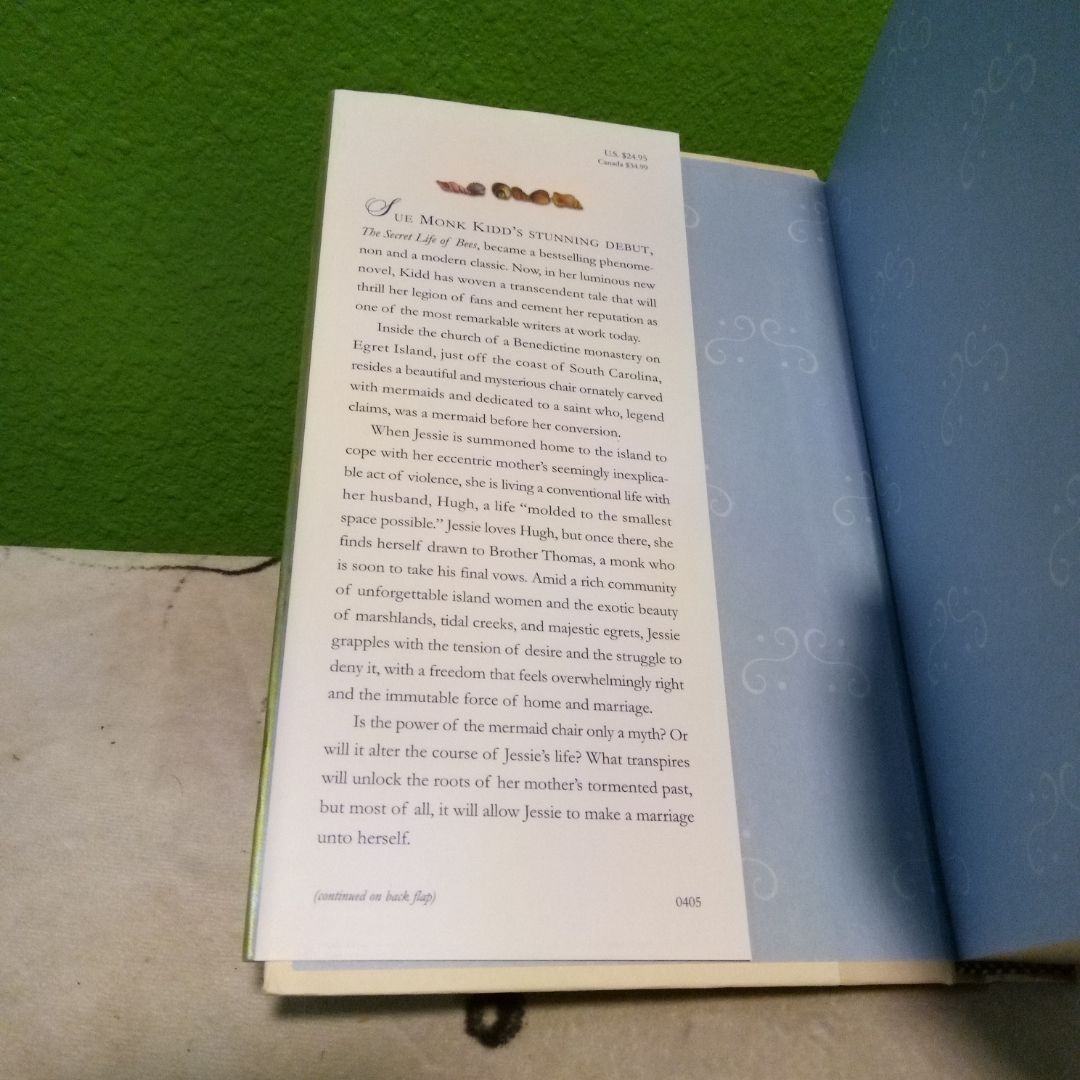 U.S. $24.95
Canada $34.99
SUE MONK KIDD'S STUNNING DEBUT,
The Secret Life of Bees, became a bestselling phenome-
non and a modern classic. Now, in her luminous new
novel, Kidd has woven a transcendent tale that will
thrill her legion of fans and cement her reputation as
one of the most remarkable writers at work today.
Inside the church of a Benedictine monastery on
Egret Island, just off the coast of South Carolina,
resides a beautiful and mysterious chair ornately carved
with mermaids and dedicated to a saint who, legend
claims, was a mermaid before her conversion.
When Jessie is summoned home to the island to
cope with her eccentric mother's seemingly inexplica-
ble act of violence, she is living a conventional life with
her husband, Hugh, a life "molded to the smallest
space possible." Jessie loves Hugh, but once there, she
finds herself drawn to Brother Thomas, a monk who
is soon to take his final vows. Amid a rich community
of unforgettable island women and the exotic beauty
of marshlands, tidal creeks, and majestic egrets, Jessie
grapples with the tension of desire and the struggle to
deny it, with a freedom that feels overwhelmingly right
and the immutable force of home and marriage.
Is the power of the mermaid chair only a myth? Or
will it alter the course of Jessie's life? What transpires
will unlock the roots of her mother's tormented past,
but most of all, it will allow Jessie to make a marriage
unto herself.
(continued on back flap)
0405